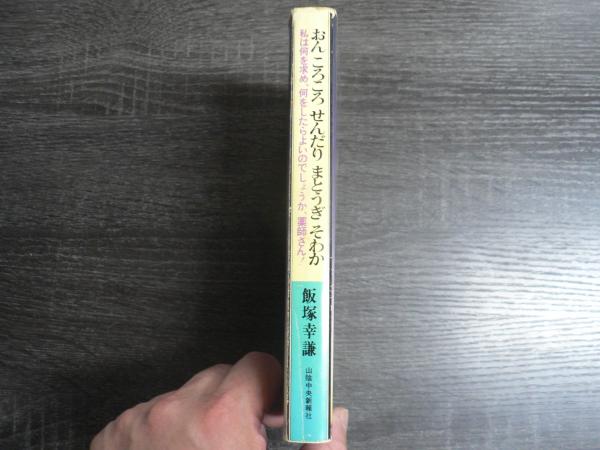 おん ころころ せんだり まとうぎ そわか
私は何を求め、何をしたらよいのでしょうか、薬師さん！
飯塚幸謙
山陰中央新報社